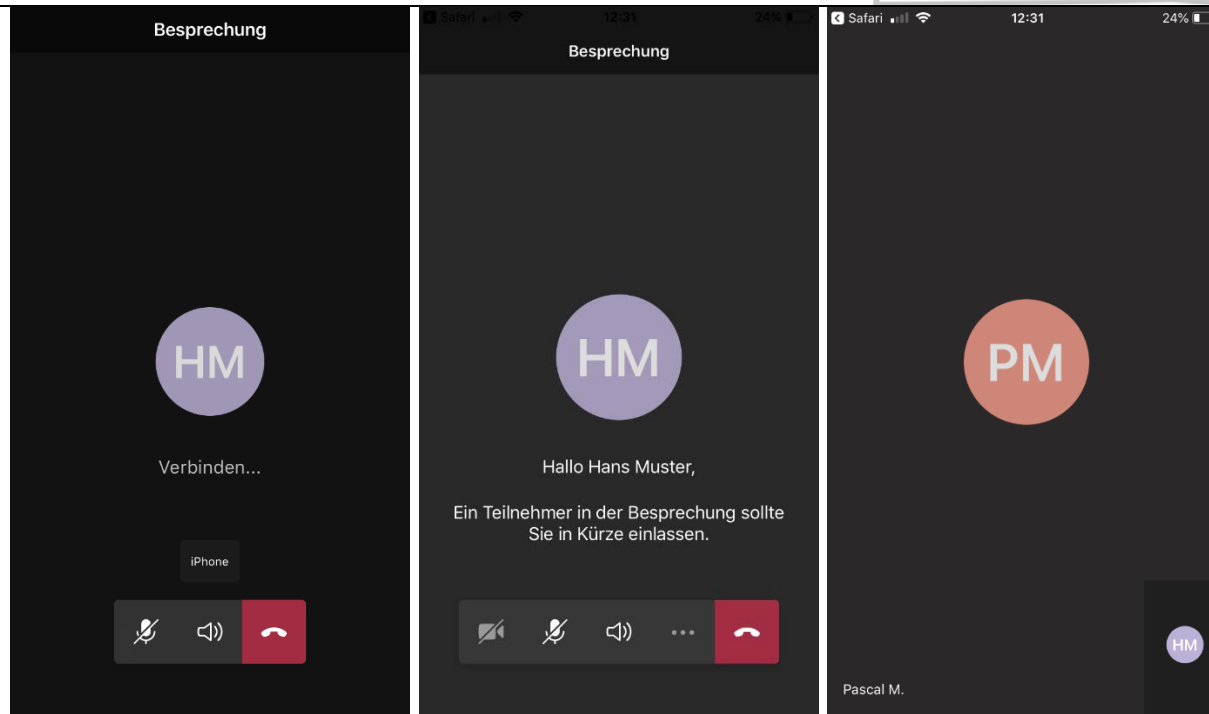 Besprechung
HM
Verbinden...
iPhone
Safari 12:31 24%
Besprechung
HM
Hallo Hans Muster,
Ein Teilnehmer in der Besprechung sollte
Sie in Kürze einlassen.
Safari 12:31 24%
PM
HM
Pascal M.